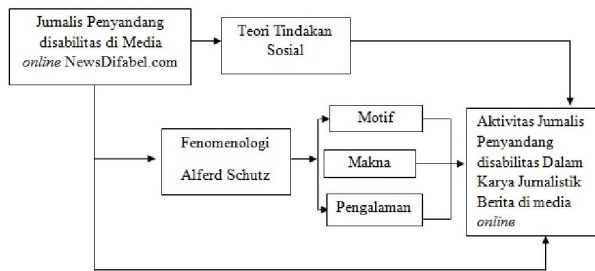 Jurnalis Penyandang
disabilitas di Media
online NewsDifabel.com
Teori Tindakan
Sosial
Fenomenologi
Alferd Schutz
Motif
Makna
Pengalaman
Aktivitas Jurnalis
Penyandang
disabilitas Dalam
Karya Jurnalistik
Berita di media
online